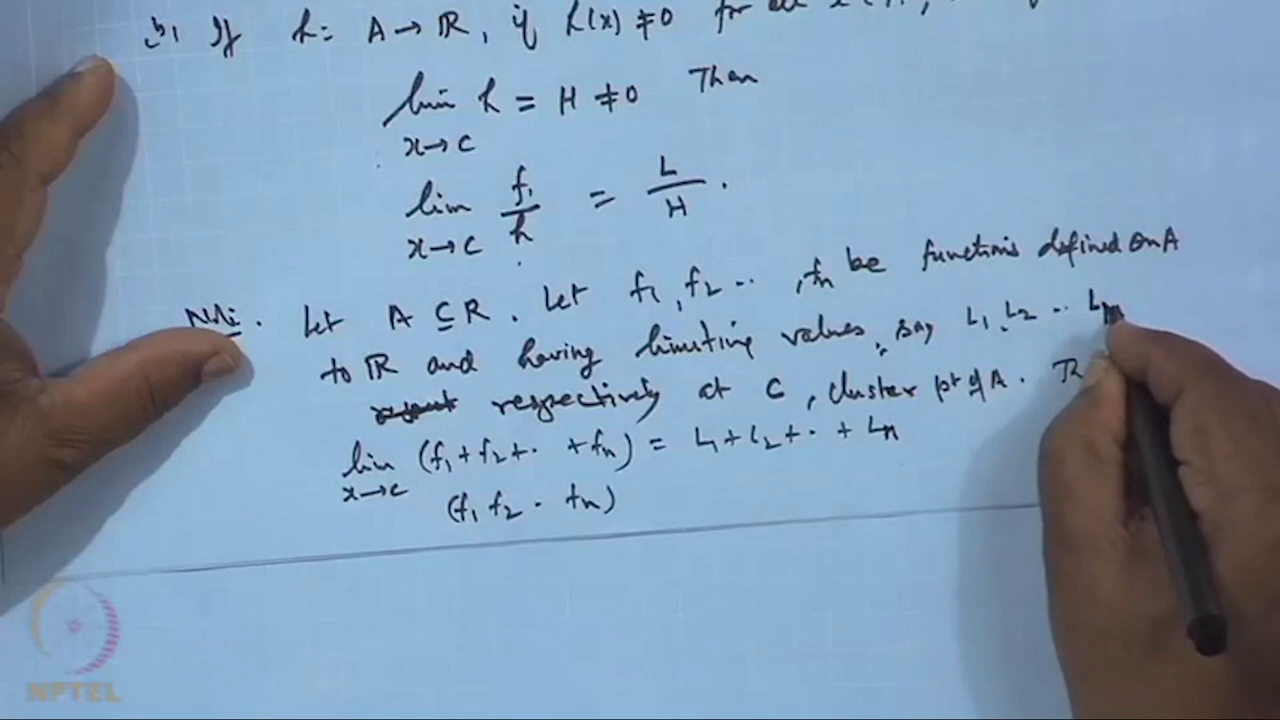 If h: A → ℝ, if h(x) ≠ 0 for all x
lim h = H ≠ 0 Then
x→c
lim f₁/h = L/H .
x→c
Let A ⊆ R. Let f₁, f₂ .. , fn be functions defined on A
to ℝ and having limiting values, say L₁, L₂ .. Ln
respectively at c, cluster pt of A.
lim (f₁+f₂+. +fn) = L₁+L₂+. + Ln
x→c
(f₁ f₂ . fn)
NPTEL